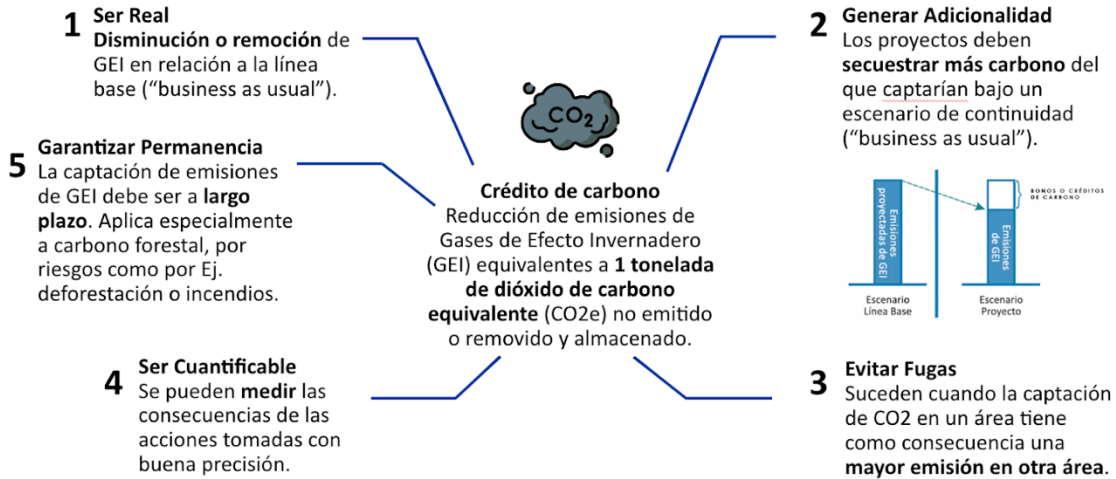 1
Ser Real
Disminución o remoción de
GEI en relación a la línea
base (“business as usual”).
2
Generar Adicionalidad
Los proyectos deben
secuestrar más carbono del
que captarían bajo un
escenario de continuidad
(“business as usual”).
Emisiones
proyectadas de GEI
Escenario
Línea Base
Emisiones
de GEI
Escenario
Proyecto
BONOS O CRÉDITOS
DE CARBONO
CO2
Crédito de carbono
Reducción de emisiones de
Gases de Efecto Invernadero
(GEI) equivalentes a 1 tonelada
de dióxido de carbono
equivalente (CO2e) no emitido
o removido y almacenado.
3
Evitar Fugas
Suceden cuando la captación
de CO2 en un área tiene
como consecuencia una
mayor emisión en otra área.
4
Ser Cuantificable
Se pueden medir las
consecuencias de las
acciones tomadas con
buena precisión.
5
Garantizar Permanencia
La captación de emisiones
de GEI debe ser a largo
plazo. Aplica especialmente
a carbono forestal, por
riesgos como por Ej.
deforestación o incendios.